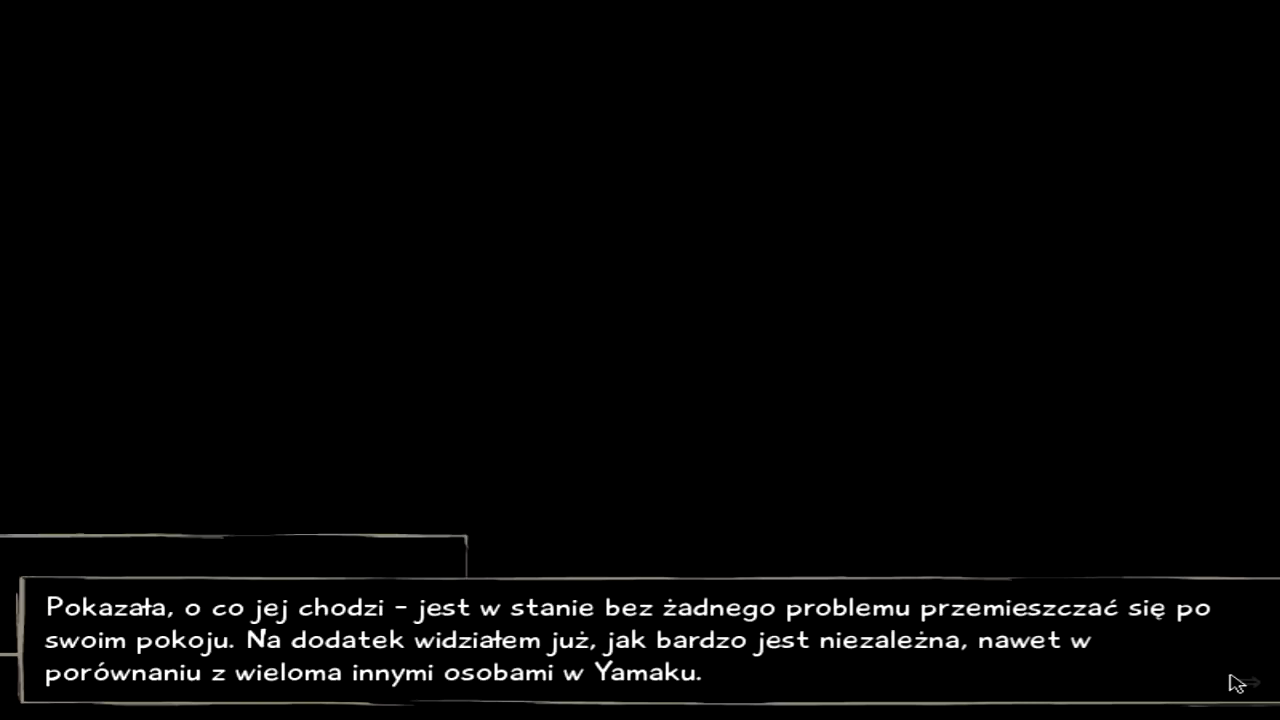 Pokazała, o co jej chodzi – jest w stanie bez żadnego problemu przemieszczać się po
swoim pokoju. Na dodatek widziałem już, jak bardzo jest niezależna, nawet w
porównaniu z wieloma innymi osobami w Yamaku.